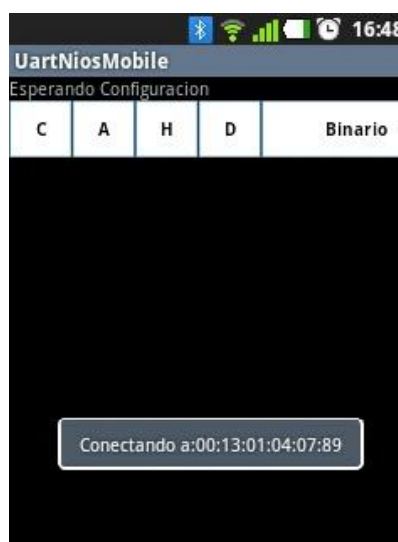 16:48
UartNiosMobile
Esperando Configuracion
C A H D Binario
Conectando a:00:13:01:04:07:89